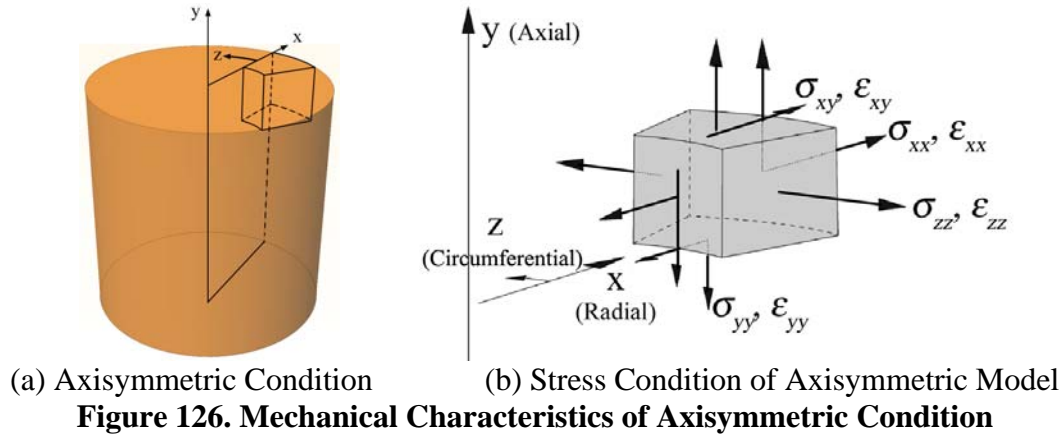 y
x
z
y (Axial)
σxy, εxy
σxx, εxx
σzz, εzz
z
(Circumferential)
x
(Radial)
σyy, εyy
(a) Axisymmetric Condition (b) Stress Condition of Axisymmetric Model
Figure 126. Mechanical Characteristics of Axisymmetric Condition